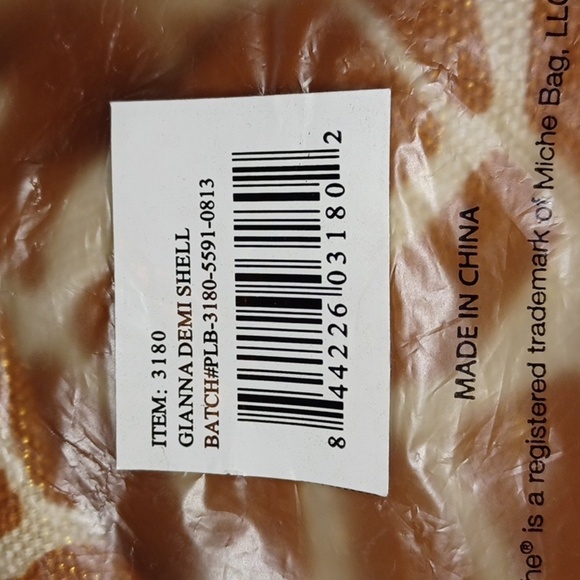 ITEM: 3180
GIANNA DEMI SHELL
BATCH#PLB-3180-5591-0813
8 44226 03180 2
MADE IN CHINA
he® is a registered trademark of Miche Bag, LLC